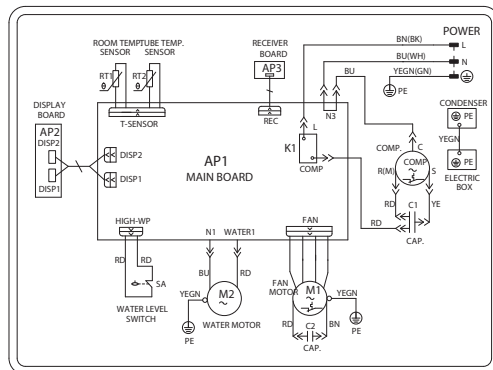 ROOM TEMP. TUBE TEMP.
SENSOR SENSOR
RT1
θ
RT2
θ
T-SENSOR
RECEIVER
BOARD
AP3
REC
BN(BK)
BU(WH)
BU
YEGN(GN)
PE
POWER
L
N
N3
DISPLAY
BOARD
AP2
DISP2
DISP1
DISP2
DISP1
AP1
MAIN BOARD
K1
L
COMP
CONDENSER
PE
YEGN
PE
ELECTRIC
BOX
COMP.
C
COMP
R(M)
S
RD
YE
C1
RD
CAP.
HIGH-WP
RD
RD
SA
WATER LEVEL
SWITCH
N1
WATER1
BU
RD
YEGN
M2
PE
WATER MOTOR
FAN
FAN
MOTOR
M1
YEGN
PE
RD
BN
C2
CAP.